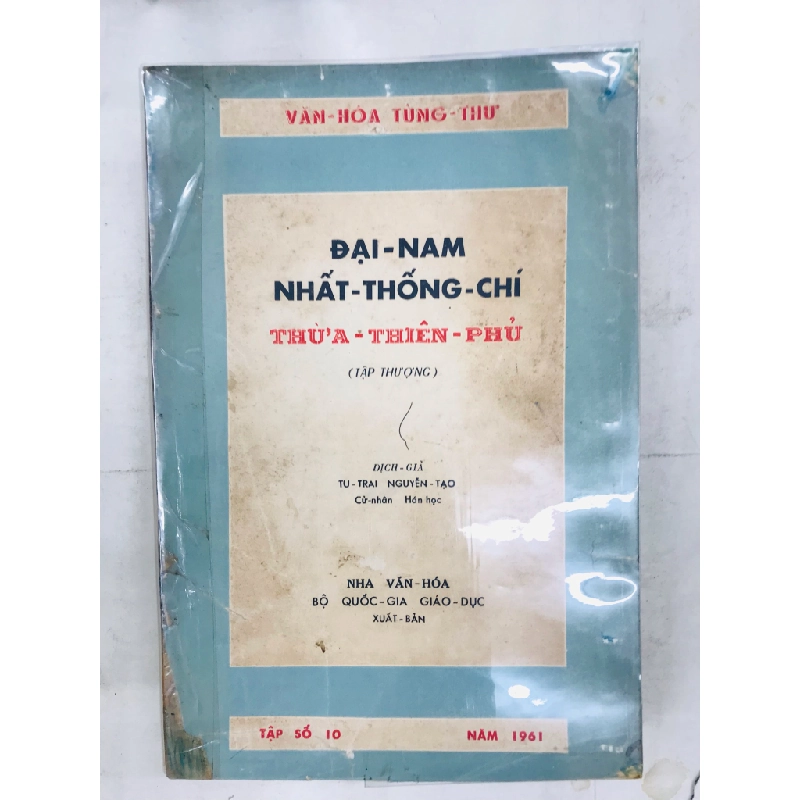 VĂN-HÓA TÙNG-THƯ
ĐẠI-NAM
NHẤT-THỐNG-CHÍ
THỪA-THIÊN-PHỦ
(TẬP THƯỢNG)
DỊCH-GIẢ
TU-TRAI NGUYỄN-TẠO
Cử-nhân Hán học
NHA VĂN-HÓA
BỘ QUỐC-GIA GIÁO-DỤC
XUẤT-BẢN
TẬP SỐ 10 NĂM 1961